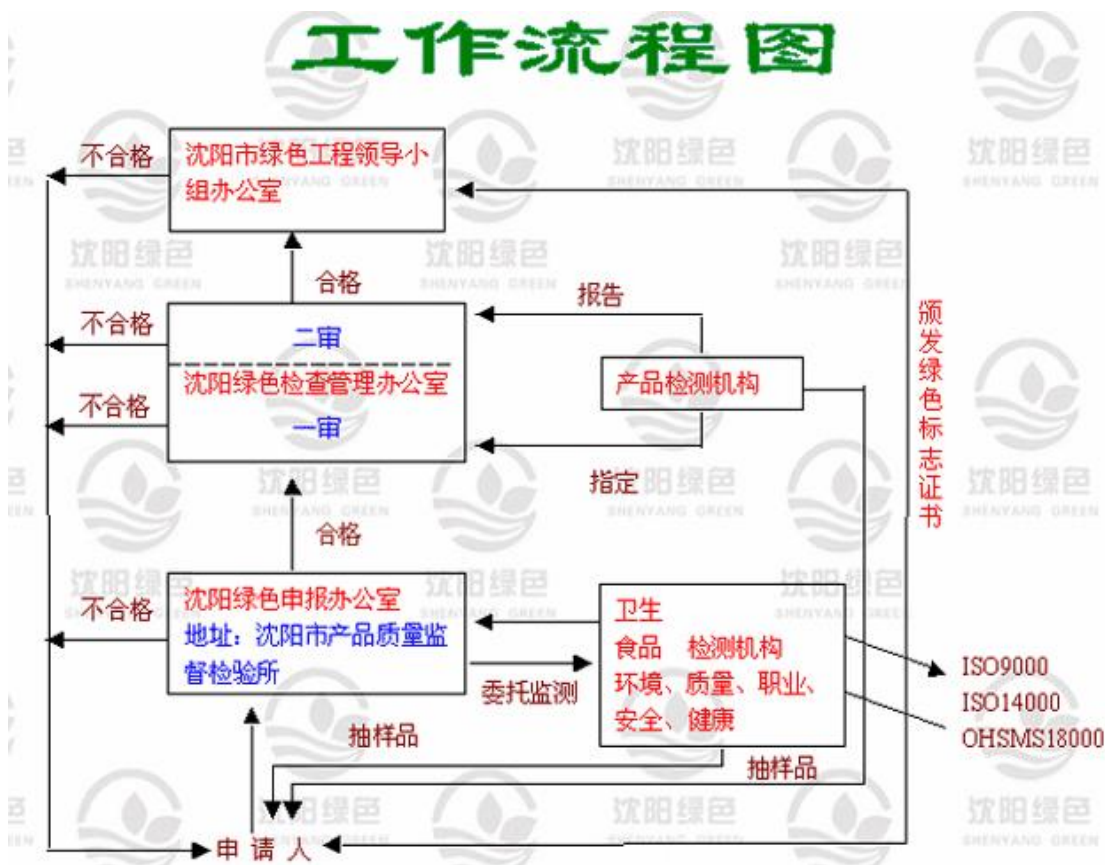 工作流程图
不合格
沈阳市绿色工程领导小
组办公室
合格
报告
不合格
二审
产品检测机构
沈阳绿色检查管理办公室
不合格
一审
指定
颁发绿色标志证书
合格
不合格
沈阳绿色申报办公室
地址：沈阳市产品质量监
督检验所
委托监测
卫生
食品 检测机构
环境、质量、职业、
安全、健康
ISO9000
ISO14000
OHSMS18000
抽样品
抽样品
申请人
沈阳绿色
SHENYANG GREEN